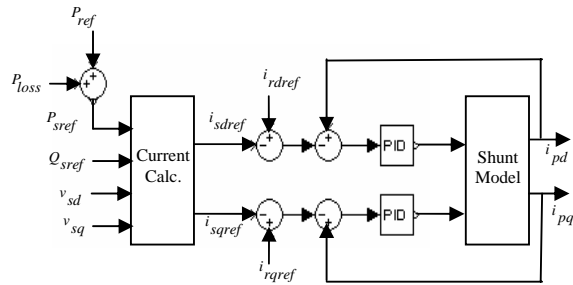 P_ref
P_loss
+
+
P_sref
Q_sref
v_sd
v_sq
Current
Calc.
i_sdref
i_rdref
-
+
-
PID
i_sqref
i_rqref
-
+
-
PID
Shunt
Model
i_pd
i_pq